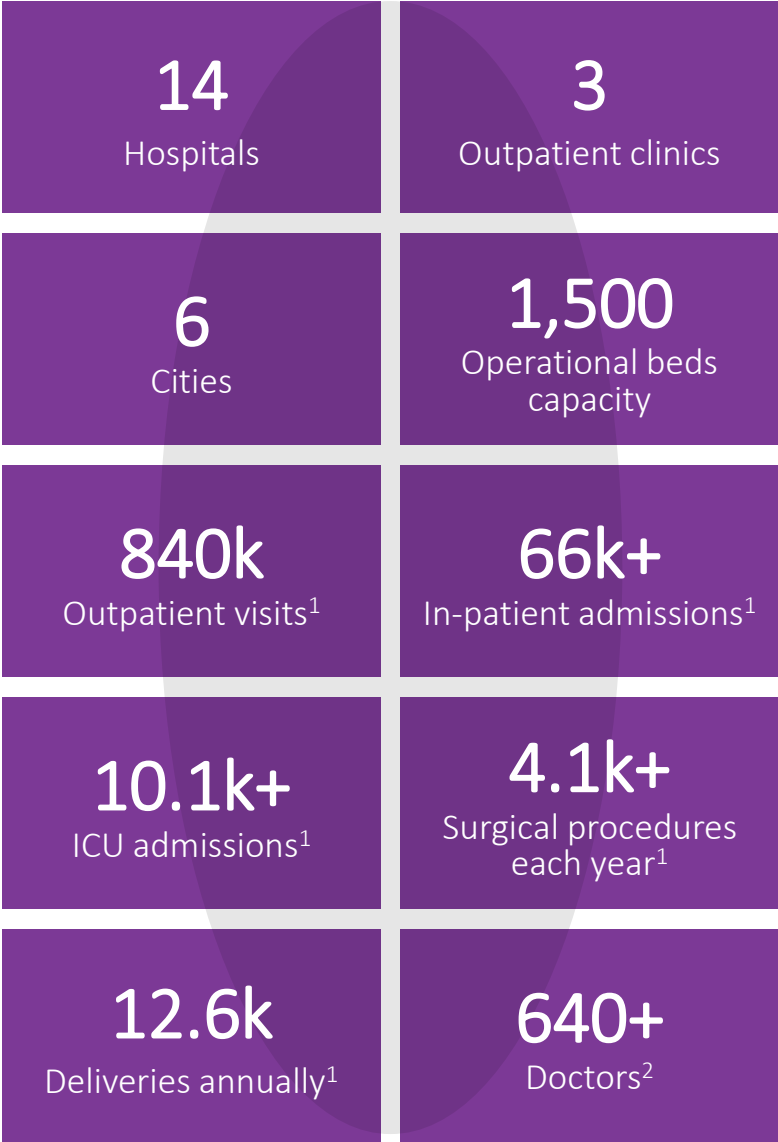 14
Hospitals
3
Outpatient clinics
6
Cities
1,500
Operational beds
capacity
840k
Outpatient visits¹
66k+
In-patient admissions¹
10.1k+
ICU admissions¹
4.1k+
Surgical procedures
each year¹
12.6k
Deliveries annually¹
640+
Doctors²